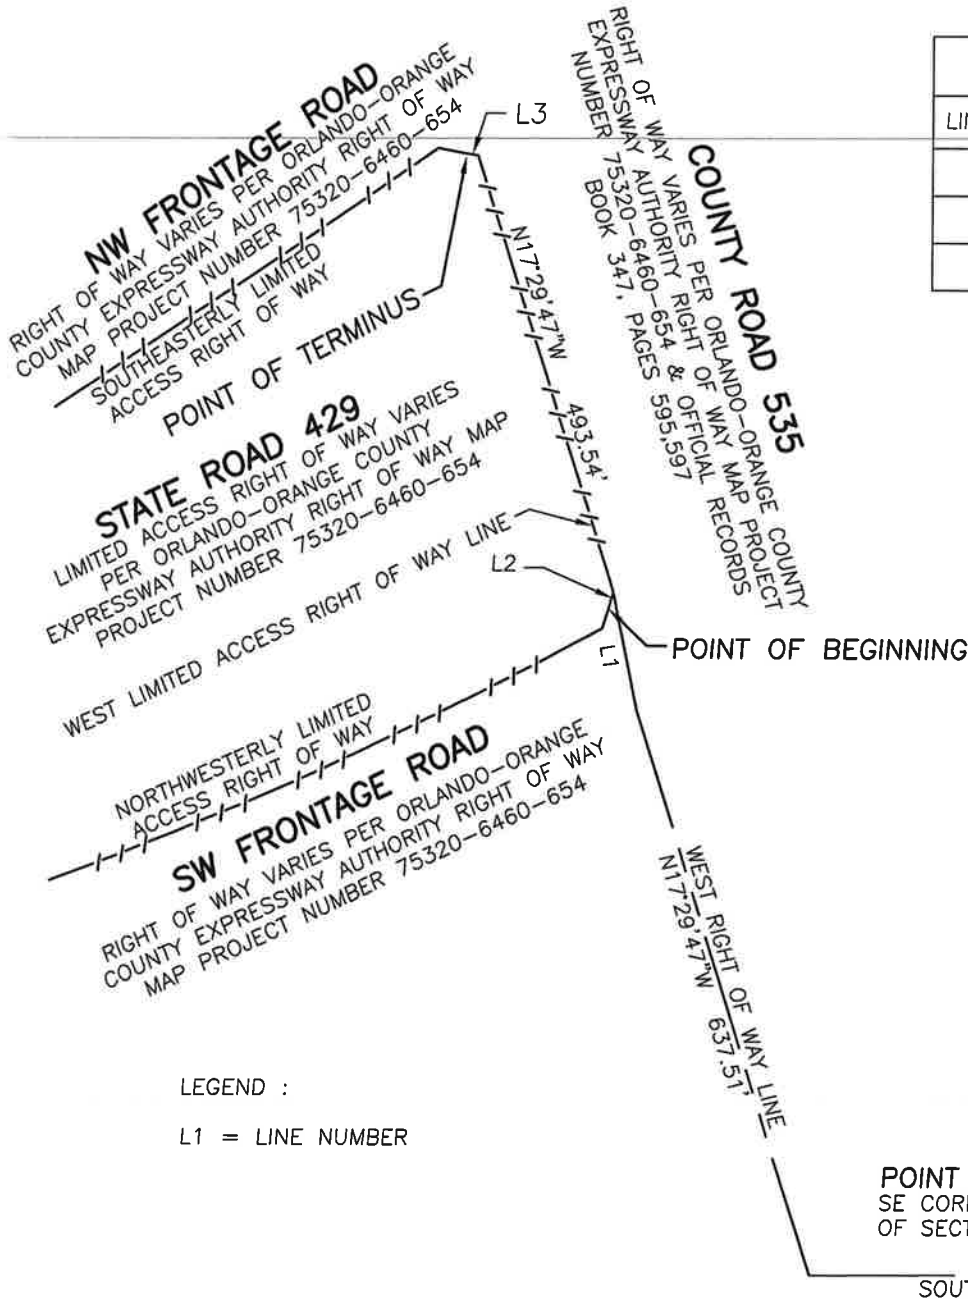 NW FRONTAGE ROAD
RIGHT OF WAY VARIES PER ORLANDO-ORANGE
COUNTY EXPRESSWAY AUTHORITY RIGHT OF WAY
MAP PROJECT NUMBER 75320-6460-654
SOUTHEASTERLY LIMITED
ACCESS RIGHT OF WAY
L3
POINT OF TERMINUS
COUNTY ROAD 535
RIGHT OF WAY VARIES PER ORLANDO-ORANGE COUNTY
EXPRESSWAY AUTHORITY RIGHT OF WAY MAP PROJECT
NUMBER 75320-6460-654 & OFFICIAL RECORDS
BOOK 347, PAGES 595,597
N17°29'47"W 493.54'
STATE ROAD 429
LIMITED ACCESS RIGHT OF WAY VARIES
PER ORLANDO-ORANGE COUNTY
EXPRESSWAY AUTHORITY RIGHT OF WAY MAP
PROJECT NUMBER 75320-6460-654
WEST LIMITED ACCESS RIGHT OF WAY LINE
L2
L1
POINT OF BEGINNING
NORTHWESTERLY LIMITED
ACCESS RIGHT OF WAY
SW FRONTAGE ROAD
RIGHT OF WAY VARIES PER ORLANDO-ORANGE
COUNTY EXPRESSWAY AUTHORITY RIGHT OF WAY
MAP PROJECT NUMBER 75320-6460-654
WEST RIGHT OF WAY LINE
N17°29'47"W 637.51'
LEGEND :
L1 = LINE NUMBER
POINT
SE
OF